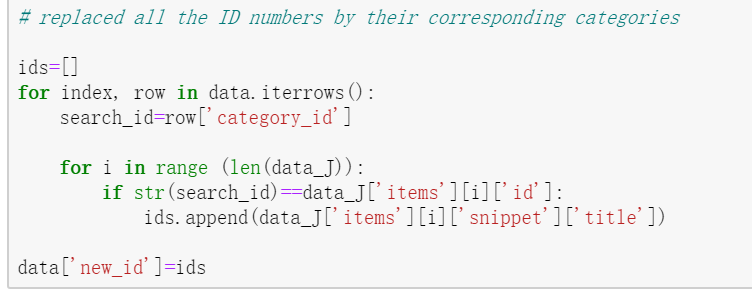 # replaced all the ID numbers by their corresponding categories
ids=[]
for index, row in data.iterrows():
search_id=row['category_id']
for i in range (len(data_J)):
if str(search_id)==data_J['items'][i]['id']:
ids.append(data_J['items'][i]['snippet']['title'])
data['new_id']=ids